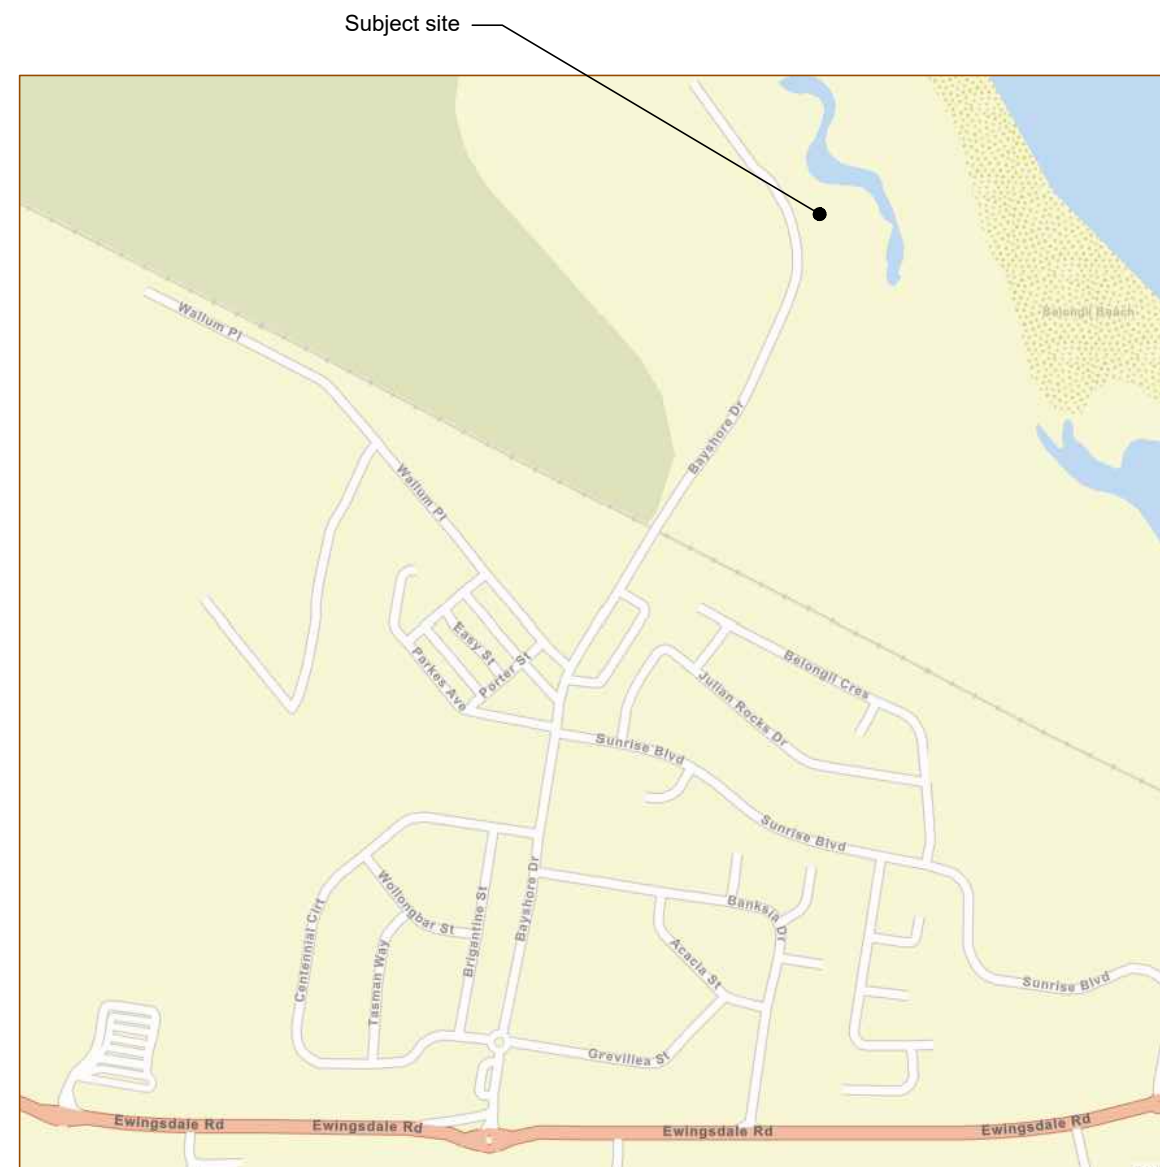 Subject site
Belongil Beach
Wallum Pl
Bayshore Dr
Wallum Pl
Easy St
Porter St
Parkes Ave
Belongil Cres
Julian Rocks Dr
Sunrise Blvd
Sunrise Blvd
Wollongbar St
Banksia Dr
Centennial Cirt
Brigantine St
Bayshore Dr
Acacia St
Tasman Way
Sunrise Blvd
Grevillea St
Ewingsdale Rd
Ewingsdale Rd
Ewingsdale Rd
Ewingsdale Rd